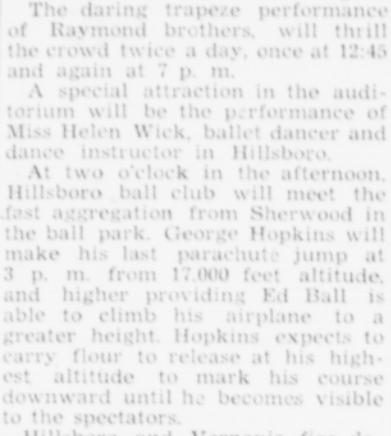 The daring trapeze performance
of Raymond brothers, will thrill
the crowd twice a day, once at 12:45
and again at 7 p. m.
A special attraction in the audi-
torium will be the performance of
Miss Helen Wick, ballet dancer and
dance instructor in Hillsboro.
At two o'clock in the afternoon,
Hillsboro ball club will meet the
fast aggregation from Sherwood in
the ball park. George Hopkins will
make his last parachute jump at
3 p. m. from 17,000 feet altitude,
and higher providing Ed Ball is
able to climb his airplane to a
greater height. Hopkins expects to
carry flour to release at his high-
est altitude to mark his course
downward until he becomes visible
to the spectators.
Hillsboro and Vernonia fire de-